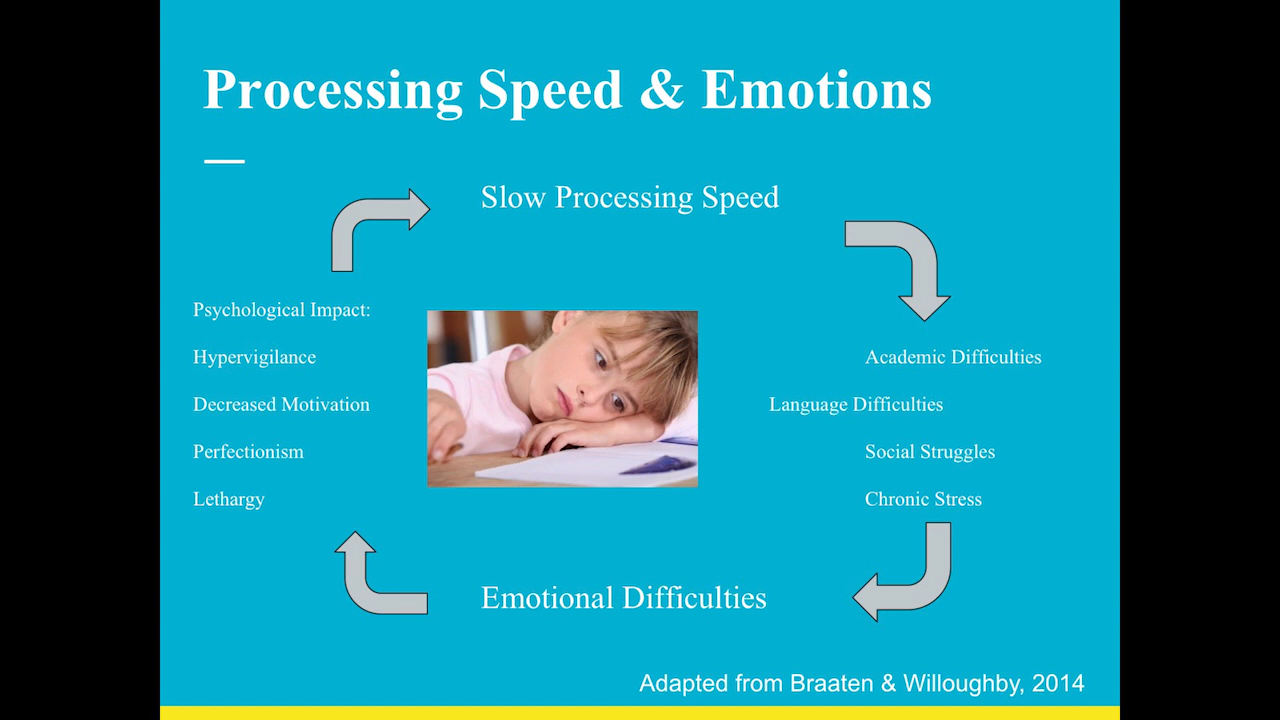 Processing Speed & Emotions
Slow Processing Speed
Psychological Impact:
Hypervigilance
Decreased Motivation
Perfectionism
Lethargy
Academic Difficulties
Language Difficulties
Social Struggles
Chronic Stress
Emotional Difficulties
Adapted from Braaten & Willoughby, 2014